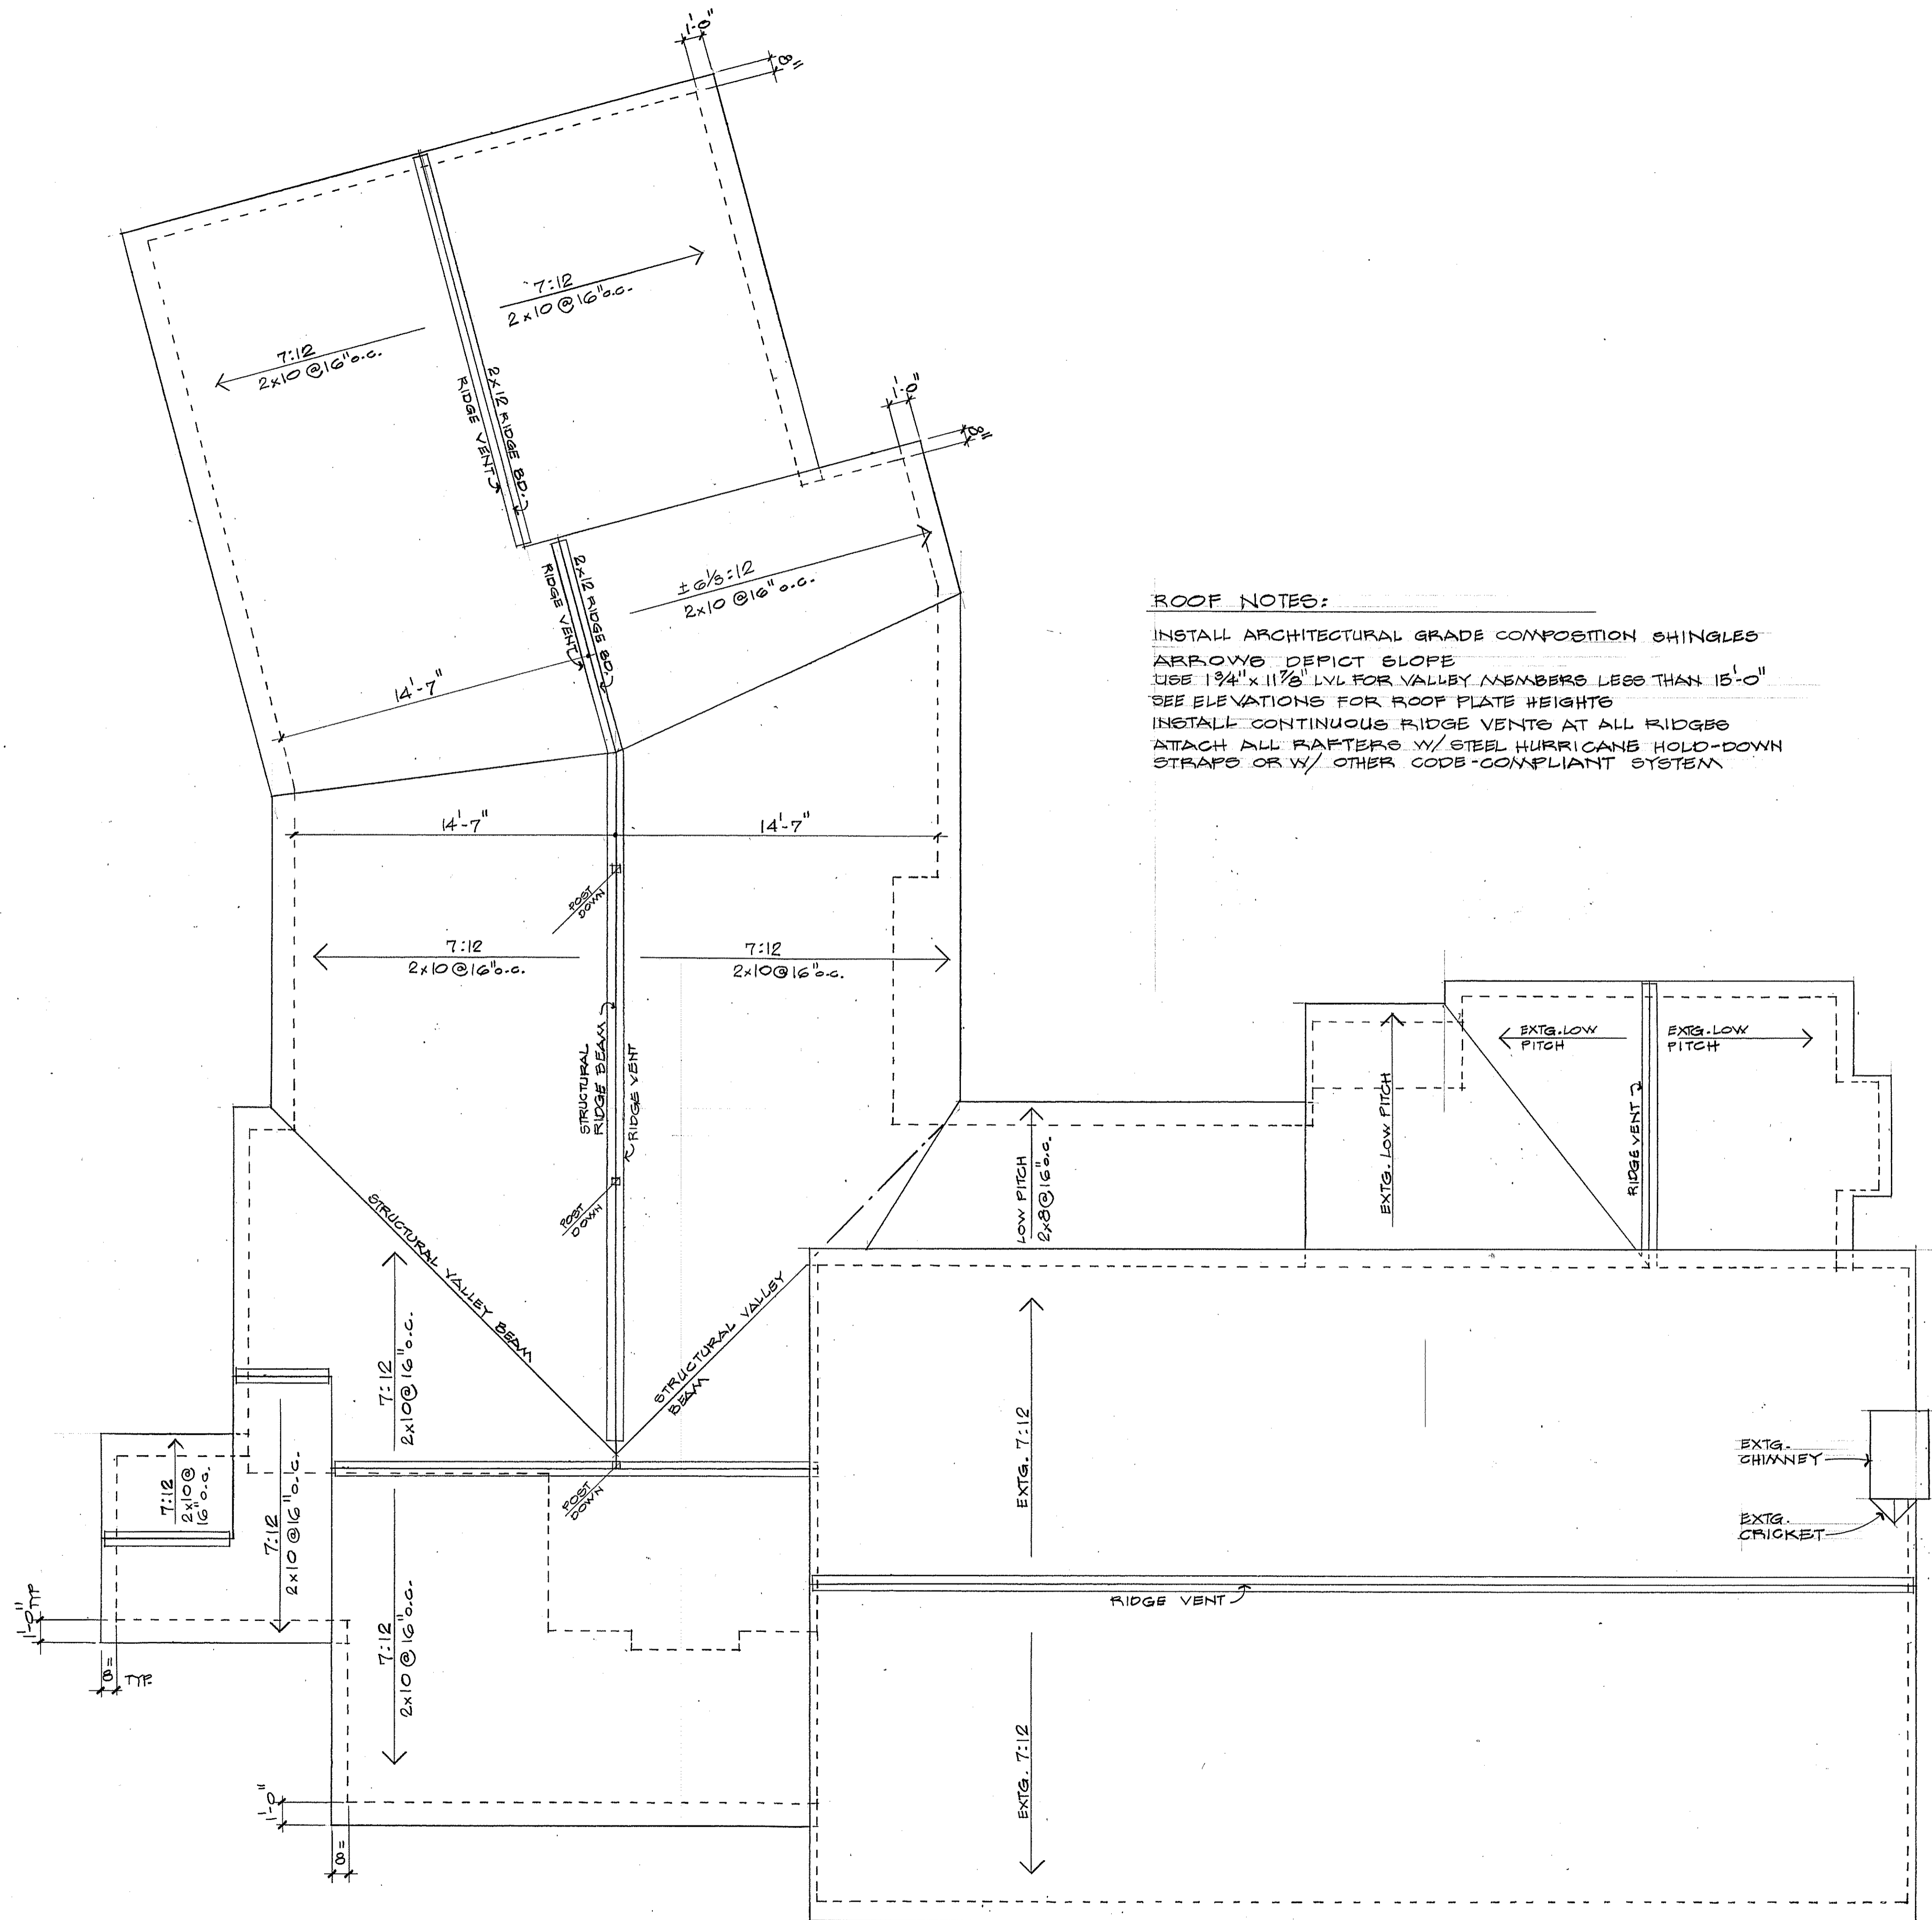 1'-0"
8"
7:12
2x10 @ 16" o.c.
7:12
2x10 @ 16" o.c.
2x12 RIDGE BD.
RIDGE VENT
1'-0"
8"
2x12 RIDGE BD.
RIDGE VENT
± 6 1/3:12
2x10 @ 16" o.c.
14'-7"
ROOF NOTES:
INSTALL ARCHITECTURAL GRADE COMPOSITION SHINGLES
ARROWS DEPICT SLOPE
USE 1 3/4" x 11 7/8" LVL FOR VALLEY MEMBERS LESS THAN 15'-0"
SEE ELEVATIONS FOR ROOF PLATE HEIGHTS
INSTALL CONTINUOUS RIDGE VENTS AT ALL RIDGES
ATTACH ALL RAFTERS W/ STEEL HURRICANE HOLD-DOWN
STRAPS OR W/ OTHER CODE-COMPLIANT SYSTEM
14'-7"
14'-7"
POST
DOWN
7:12
2x10 @ 16" o.c.
7:12
2x10 @ 16" o.c.
STRUCTURAL
RIDGE BEAM
RIDGE VENT
POST
DOWN
LOW PITCH
2x8 @ 16" o.c.
EXTG. LOW PITCH
EXTG. LOW
PITCH
EXTG. LOW
PITCH
RIDGE VENT
STRUCTURAL VALLEY BEAM
STRUCTURAL VALLEY
BEAM
7:12
2x10 @ 16" o.c.
POST
DOWN
7:12
2x10 @
16" o.c.
7:12
2x10 @ 16" o.c.
7:12
2x10 @ 16" o.c.
EXTG. 7:12
EXTG.
CHIMNEY
EXTG.
CRICKET
RIDGE VENT
EXTG. 7:12
1'-0" TYP
8"
TYP.
1'-0"
8"